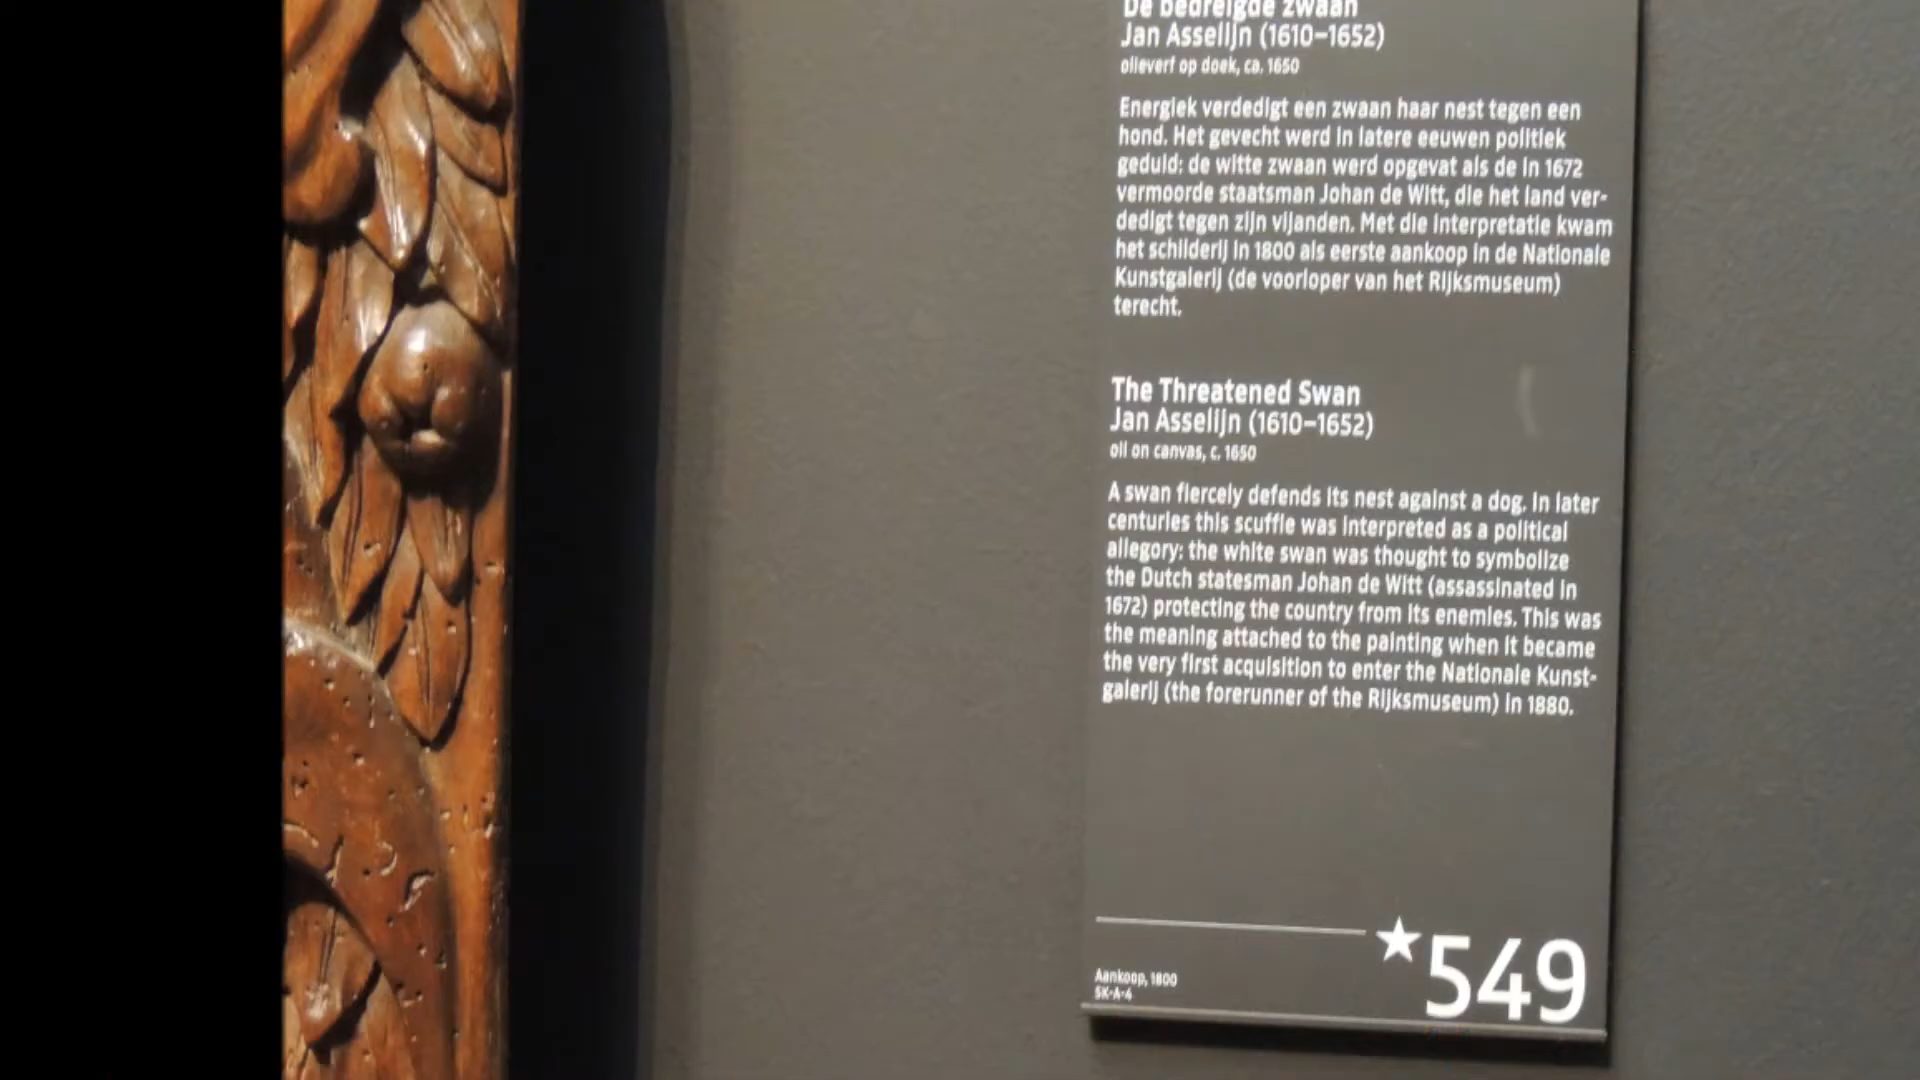 De bedreigde zwaan
Jan Asselijn (1610–1652)
olieverf op doek, ca. 1650
Energiek verdedigt een zwaan haar nest tegen een
hond. Het gevecht werd in latere eeuwen politiek
geduid: de witte zwaan werd opgevat als de in 1672
vermoorde staatsman Johan de Witt, die het land ver-
dedigt tegen zijn vijanden. Met die interpretatie kwam
het schilderij in 1800 als eerste aankoop in de Nationale
Kunstgalerij (de voorloper van het Rijksmuseum)
terecht.
The Threatened Swan
Jan Asselijn (1610–1652)
oil on canvas, c. 1650
A swan fiercely defends its nest against a dog. In later
centuries this scuffle was interpreted as a political
allegory: the white swan was thought to symbolize
the Dutch statesman Johan de Witt (assassinated in
1672) protecting the country from its enemies. This was
the meaning attached to the painting when it became
the very first acquisition to enter the Nationale Kunst-
galerij (the forerunner of the Rijksmuseum) in 1880.
★549
Aankoop, 1800
SK-A-4